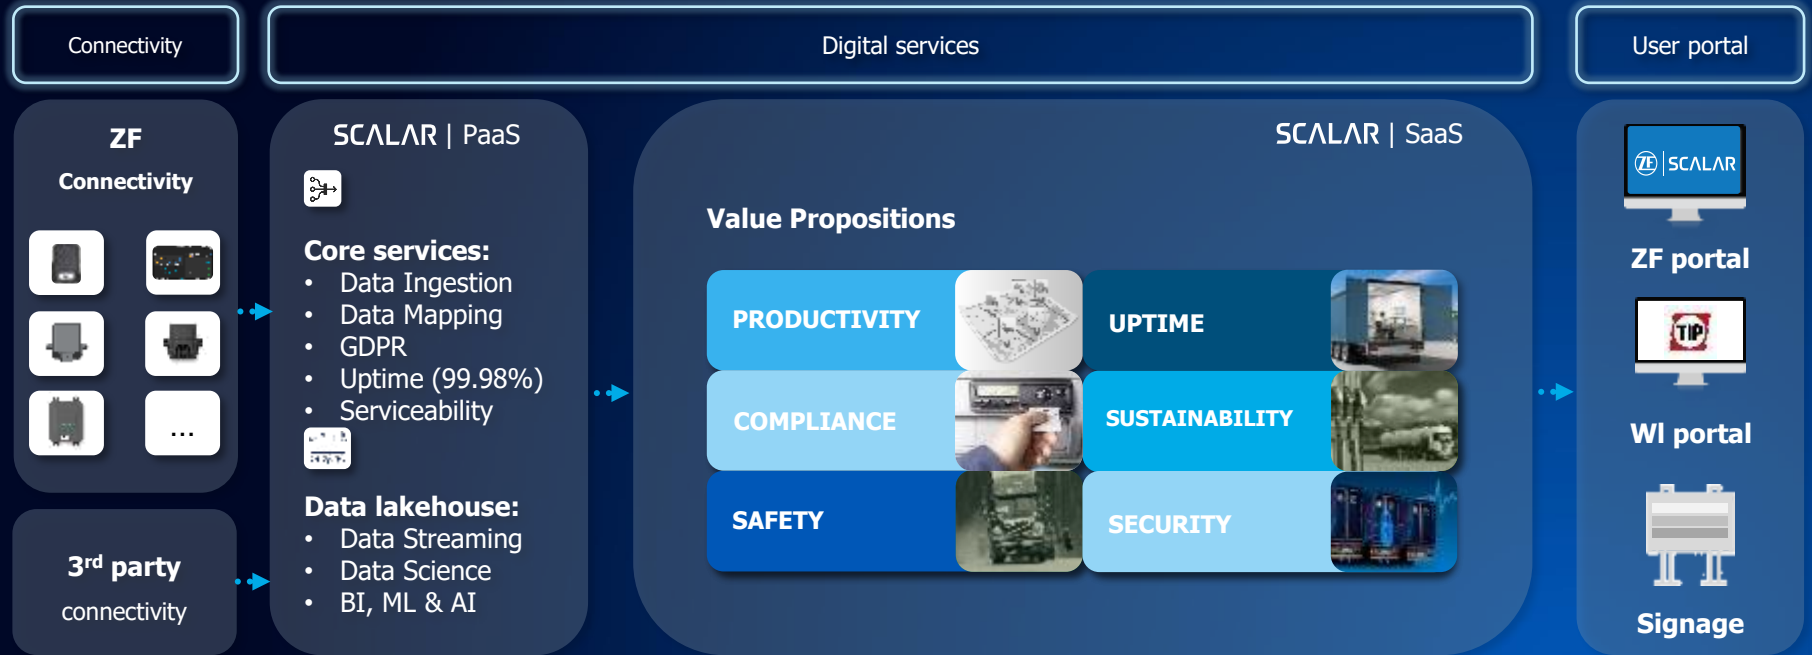 Connectivity
Digital services
User portal
ZF
Connectivity
...
3rd party
connectivity
SCALAR | PaaS
Core services:
• Data Ingestion
• Data Mapping
• GDPR
• Uptime (99.98%)
• Serviceability
Data lakehouse:
• Data Streaming
• Data Science
• BI, ML & AI
SCALAR | SaaS
Value Propositions
PRODUCTIVITY
UPTIME
COMPLIANCE
SUSTAINABILITY
SAFETY
SECURITY
ZF | SCALAR
ZF portal
TIP
Wl portal
Signage